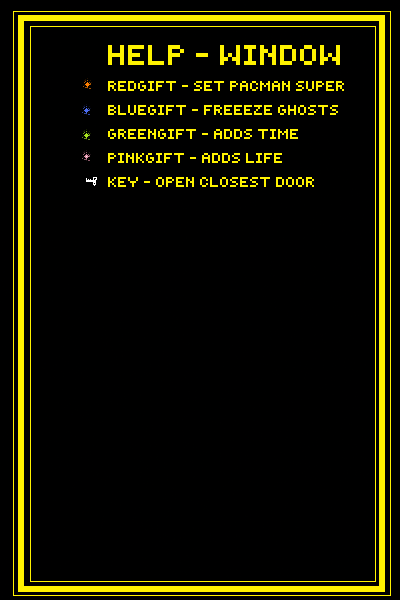 HELP - WINDOW
REDGIFT - SET PACMAN SUPER
BLUEGIFT - FREEEZE GHOSTS
GREENGIFT - ADDS TIME
PINKGIFT - ADDS LIFE
KEY - OPEN CLOSEST DOOR